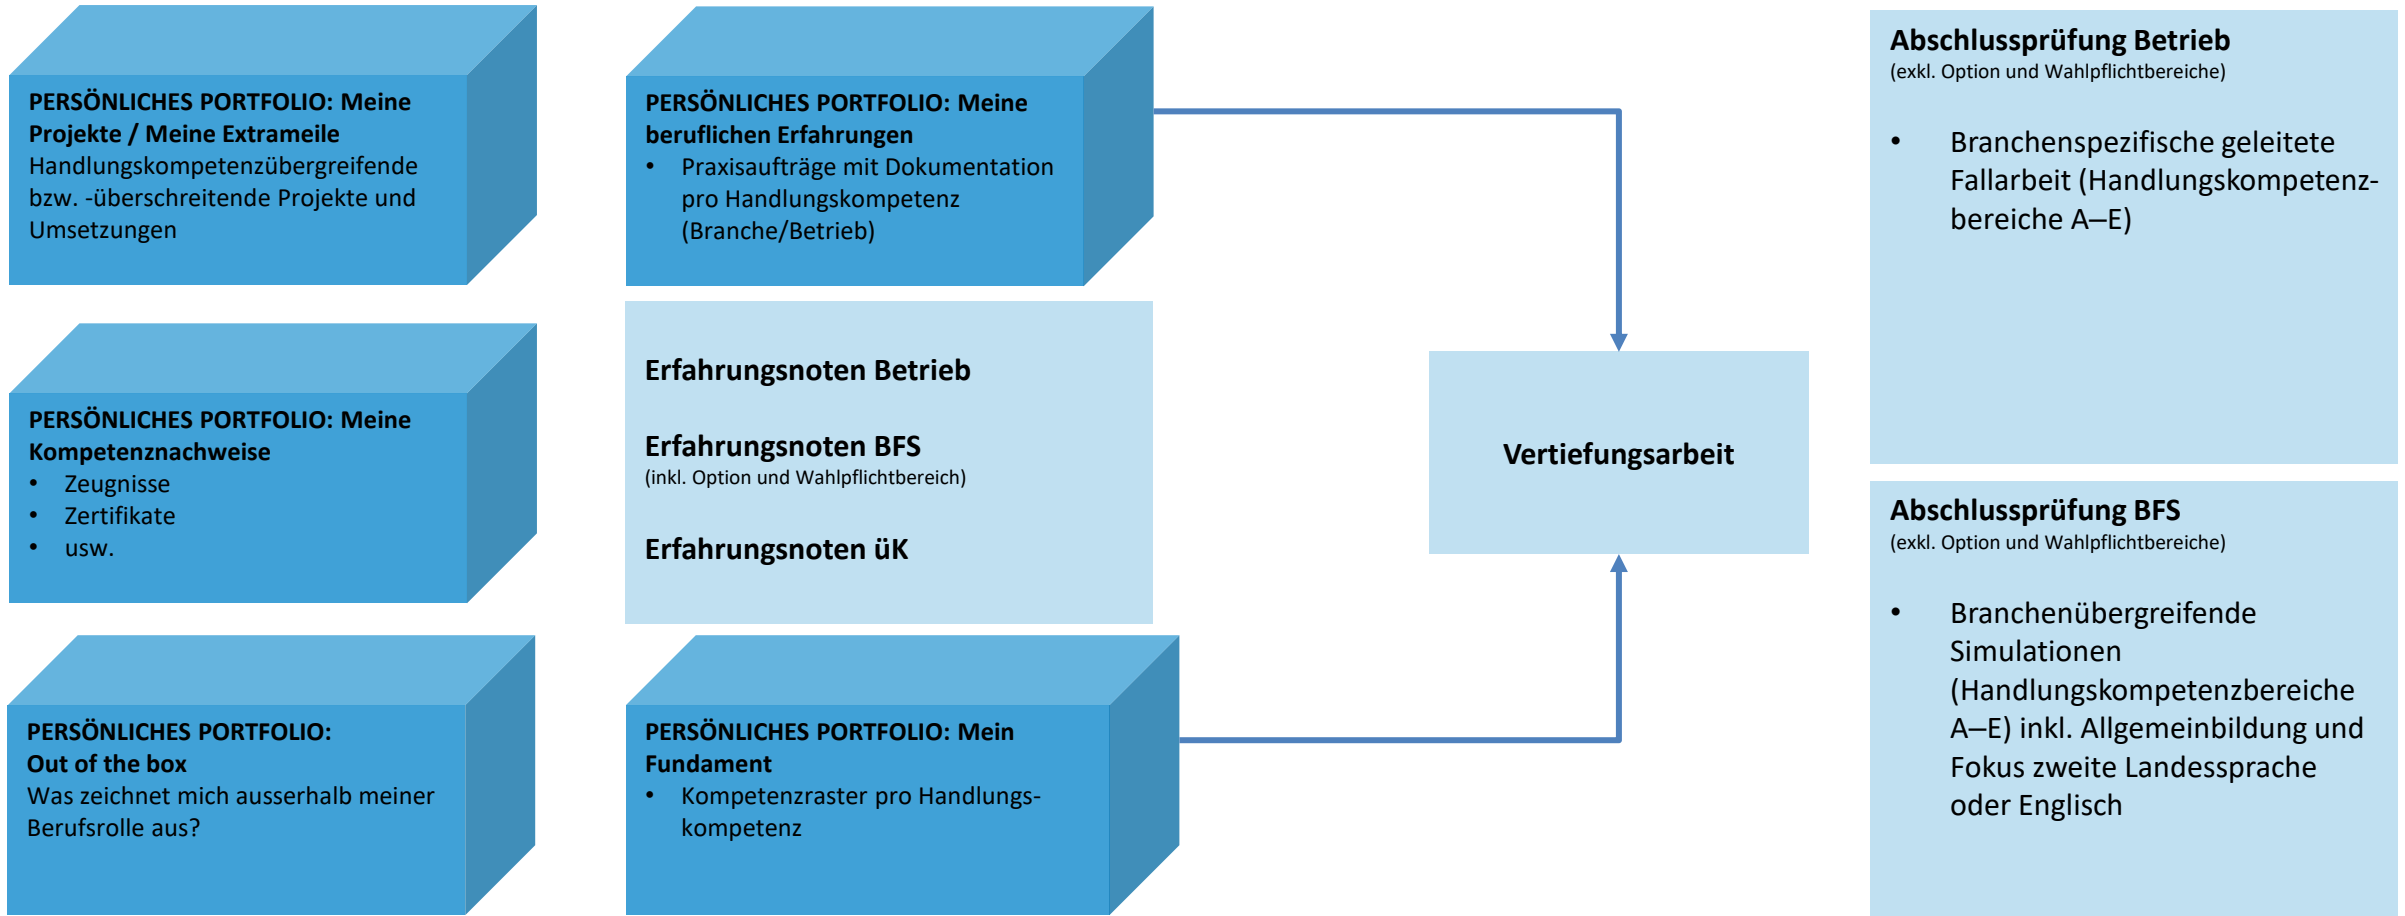 PERSÖNLICHES PORTFOLIO: Meine
Projekte / Meine Extrameile
Handlungskompetenzübergreifende
bzw. -überschreitende Projekte und
Umsetzungen
PERSÖNLICHES PORTFOLIO: Meine
Kompetenznachweise
• Zeugnisse
• Zertifikate
• usw.
PERSÖNLICHES PORTFOLIO:
Out of the box
Was zeichnet mich ausserhalb meiner
Berufsrolle aus?
PERSÖNLICHES PORTFOLIO: Meine
beruflichen Erfahrungen
• Praxisaufträge mit Dokumentation
pro Handlungskompetenz
(Branche/Betrieb)
Erfahrungsnoten Betrieb
Erfahrungsnoten BFS
(inkl. Option und Wahlpflichtbereich)
Erfahrungsnoten üK
PERSÖNLICHES PORTFOLIO: Mein
Fundament
• Kompetenzraster pro Handlungs-
kompetenz
Vertiefungsarbeit
Abschlussprüfung Betrieb
(exkl. Option und Wahlpflichtbereiche)
• Branchenspezifische geleitete
Fallarbeit (Handlungskompetenz-
bereiche A–E)
Abschlussprüfung BFS
(exkl. Option und Wahlpflichtbereiche)
• Branchenübergreifende
Simulationen
(Handlungskompetenzbereiche
A–E) inkl. Allgemeinbildung und
Fokus zweite Landessprache
oder Englisch